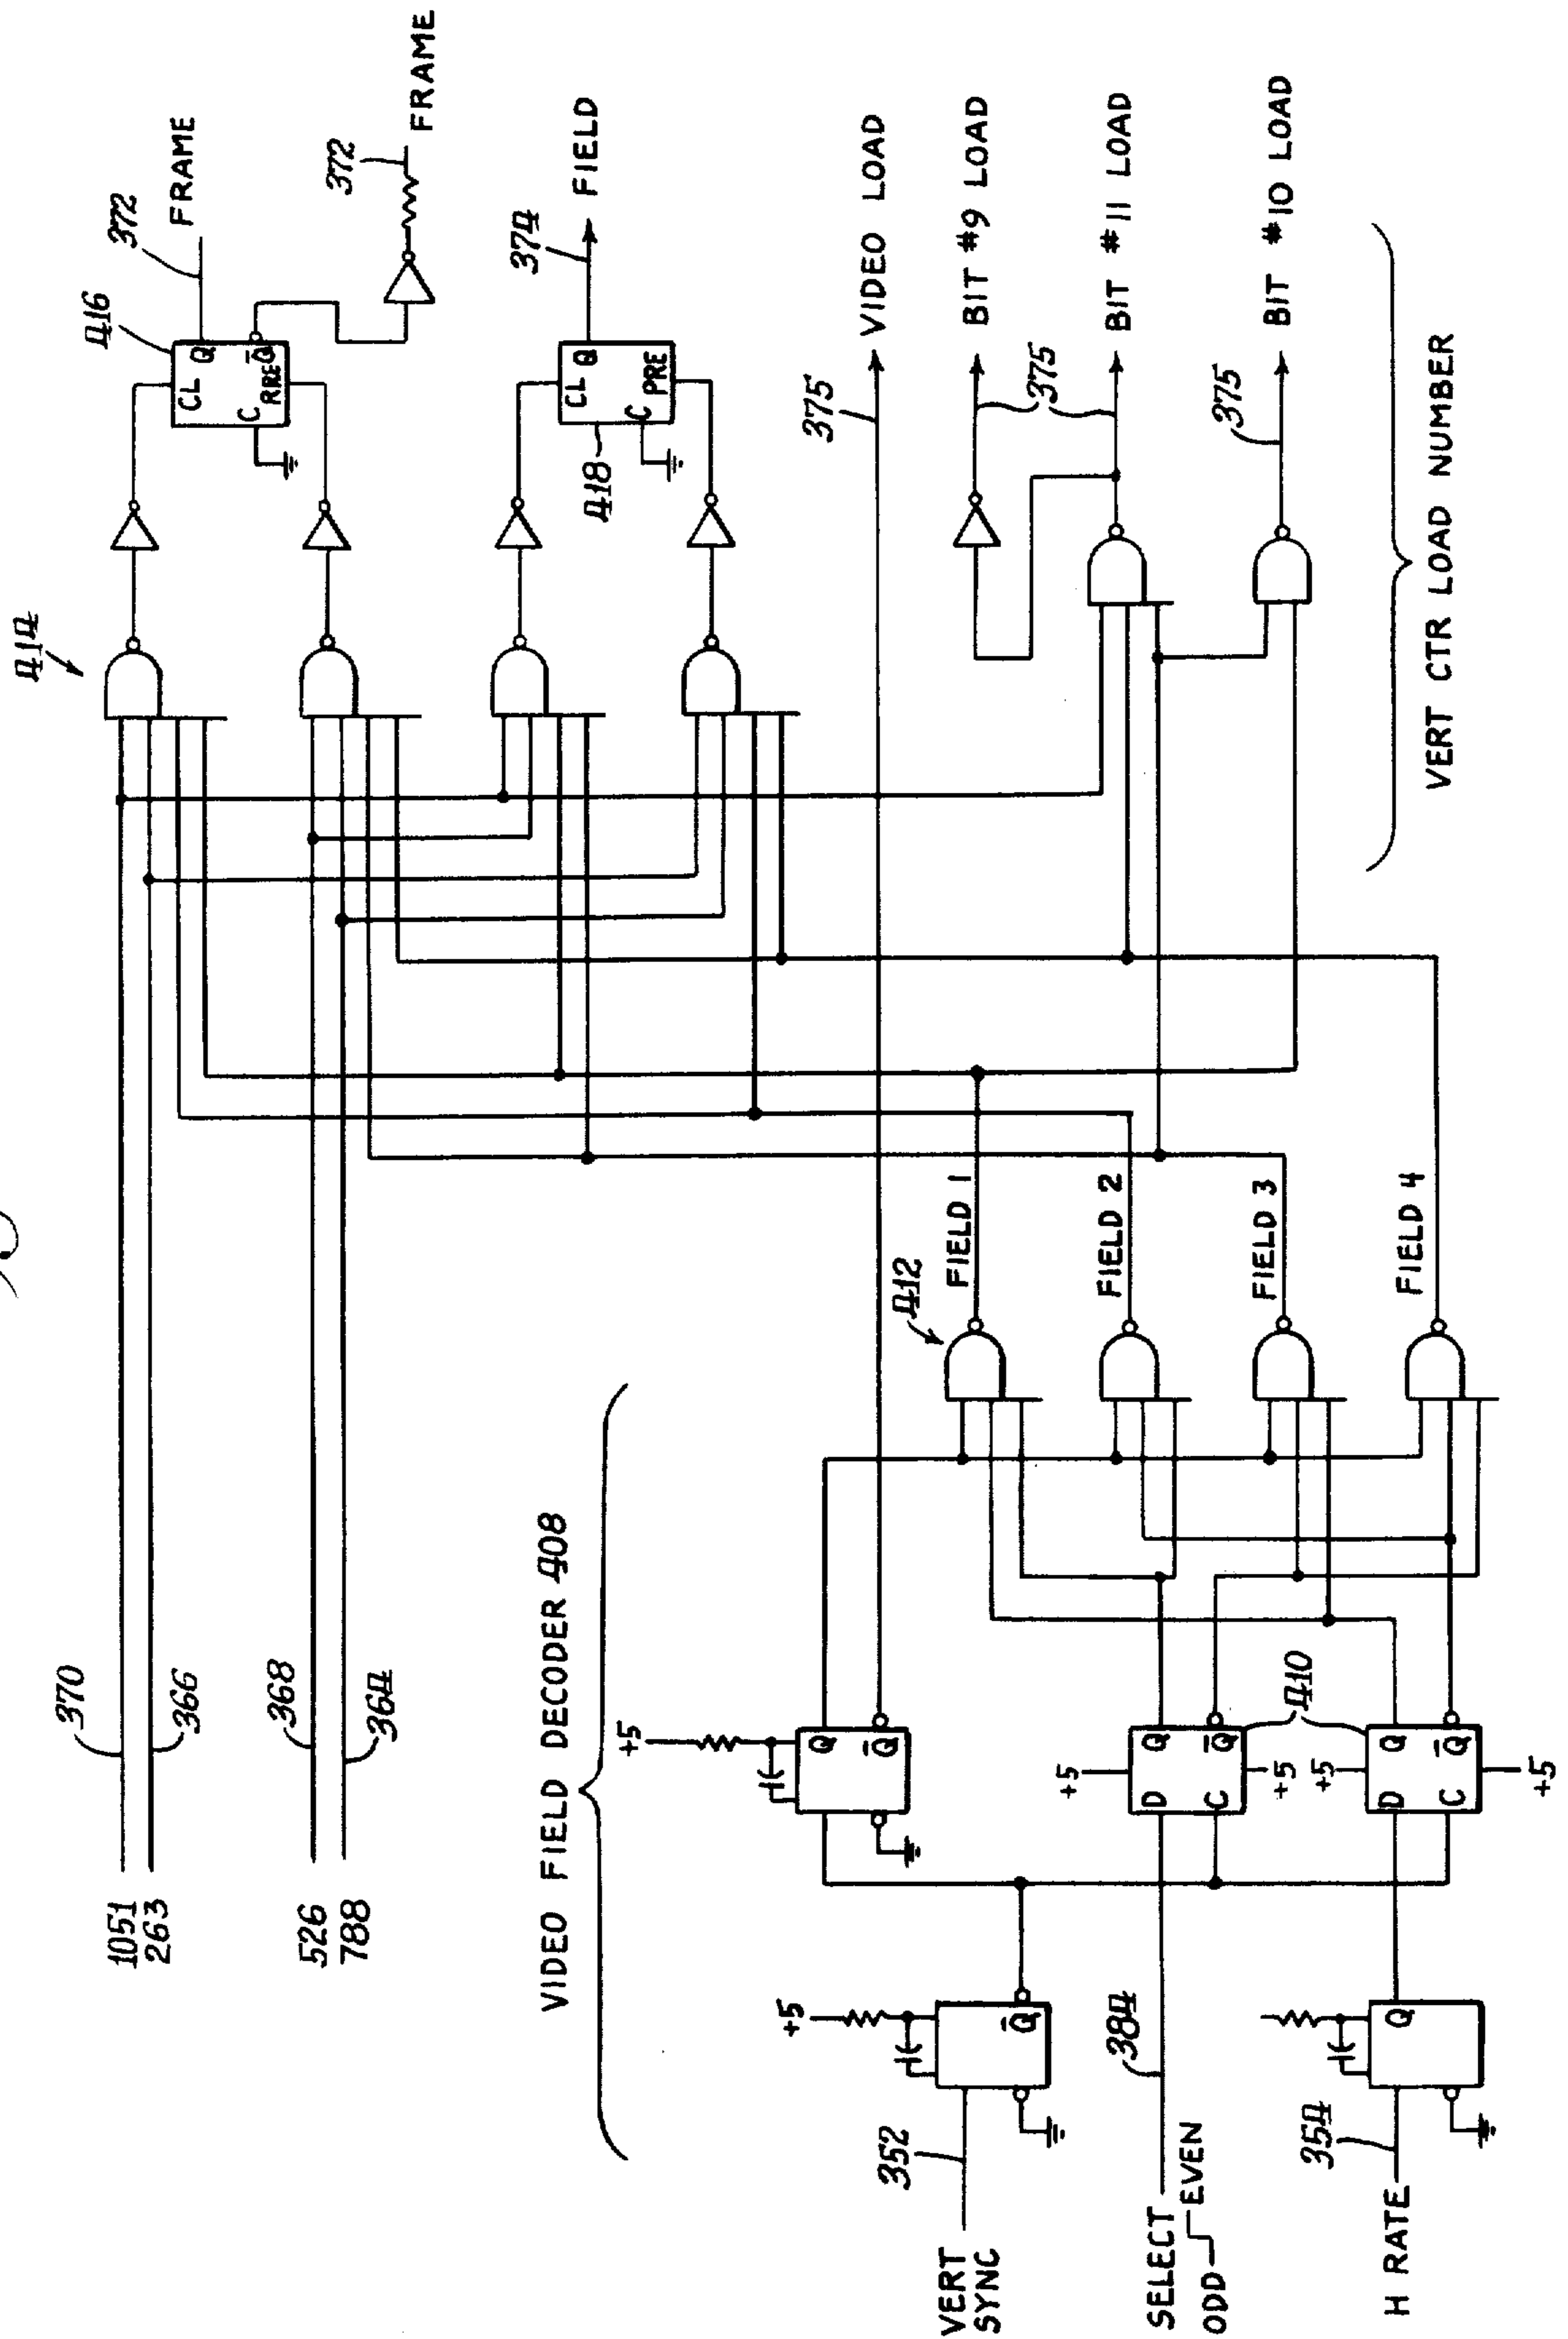 414
372
FRAME
416
CL
Q
C
RRE
Q̅
372
FRAME
374
FIELD
418
CL
Q
C
PRE
375
VIDEO LOAD
375
BIT #9 LOAD
BIT #11 LOAD
375
BIT #10 LOAD
VERT CTR LOAD NUMBER
370
366
1051
263
368
364
526
788
VIDEO FIELD DECODER 408
+5
Q
Q̅
412
FIELD 1
FIELD 2
FIELD 3
FIELD 4
+5
D
Q
C
Q̅
+5
410
+5
D
Q
C
Q̅
+5
+5
Q̅
352
VERT
SYNC
384
SELECT
ODD EVEN
Q
354
H RATE